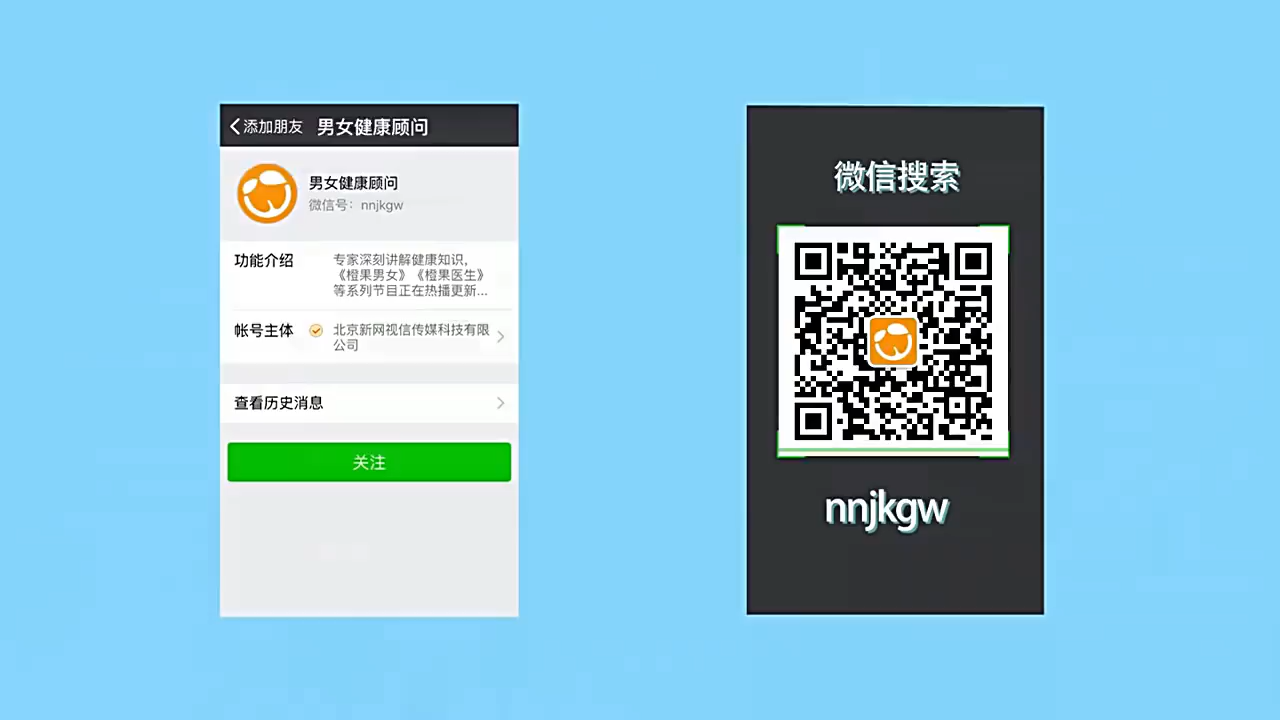 添加朋友 男女健康顾问
男女健康顾问
微信号: nnjkgw
功能介绍
专家深刻讲解健康知识,
《橙果男女》《橙果医生》
等系列节目正在热播更新...
帐号主体
北京新网视信传媒科技有限
公司
查看历史消息
关注
微信搜索
nnjkgw